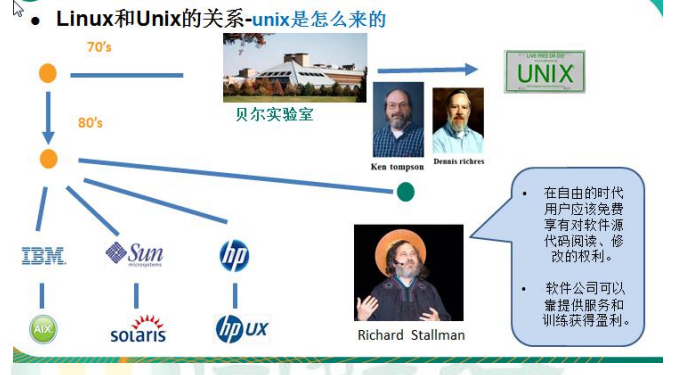 • Linux和Unix的关系-unix是怎么来的
70's
贝尔实验室
LIVE FREE OR DIE
UNIX
Ken tompson
Dennis richres
80's
IBM.
Sun
microsystems
hp
AIX
solaris
hp UX
Richard Stallman
• 在自由的时代
用户应该免费
享有对软件源
代码阅读、修
改的权利。
• 软件公司可以
靠提供服务和
训练获得盈利。